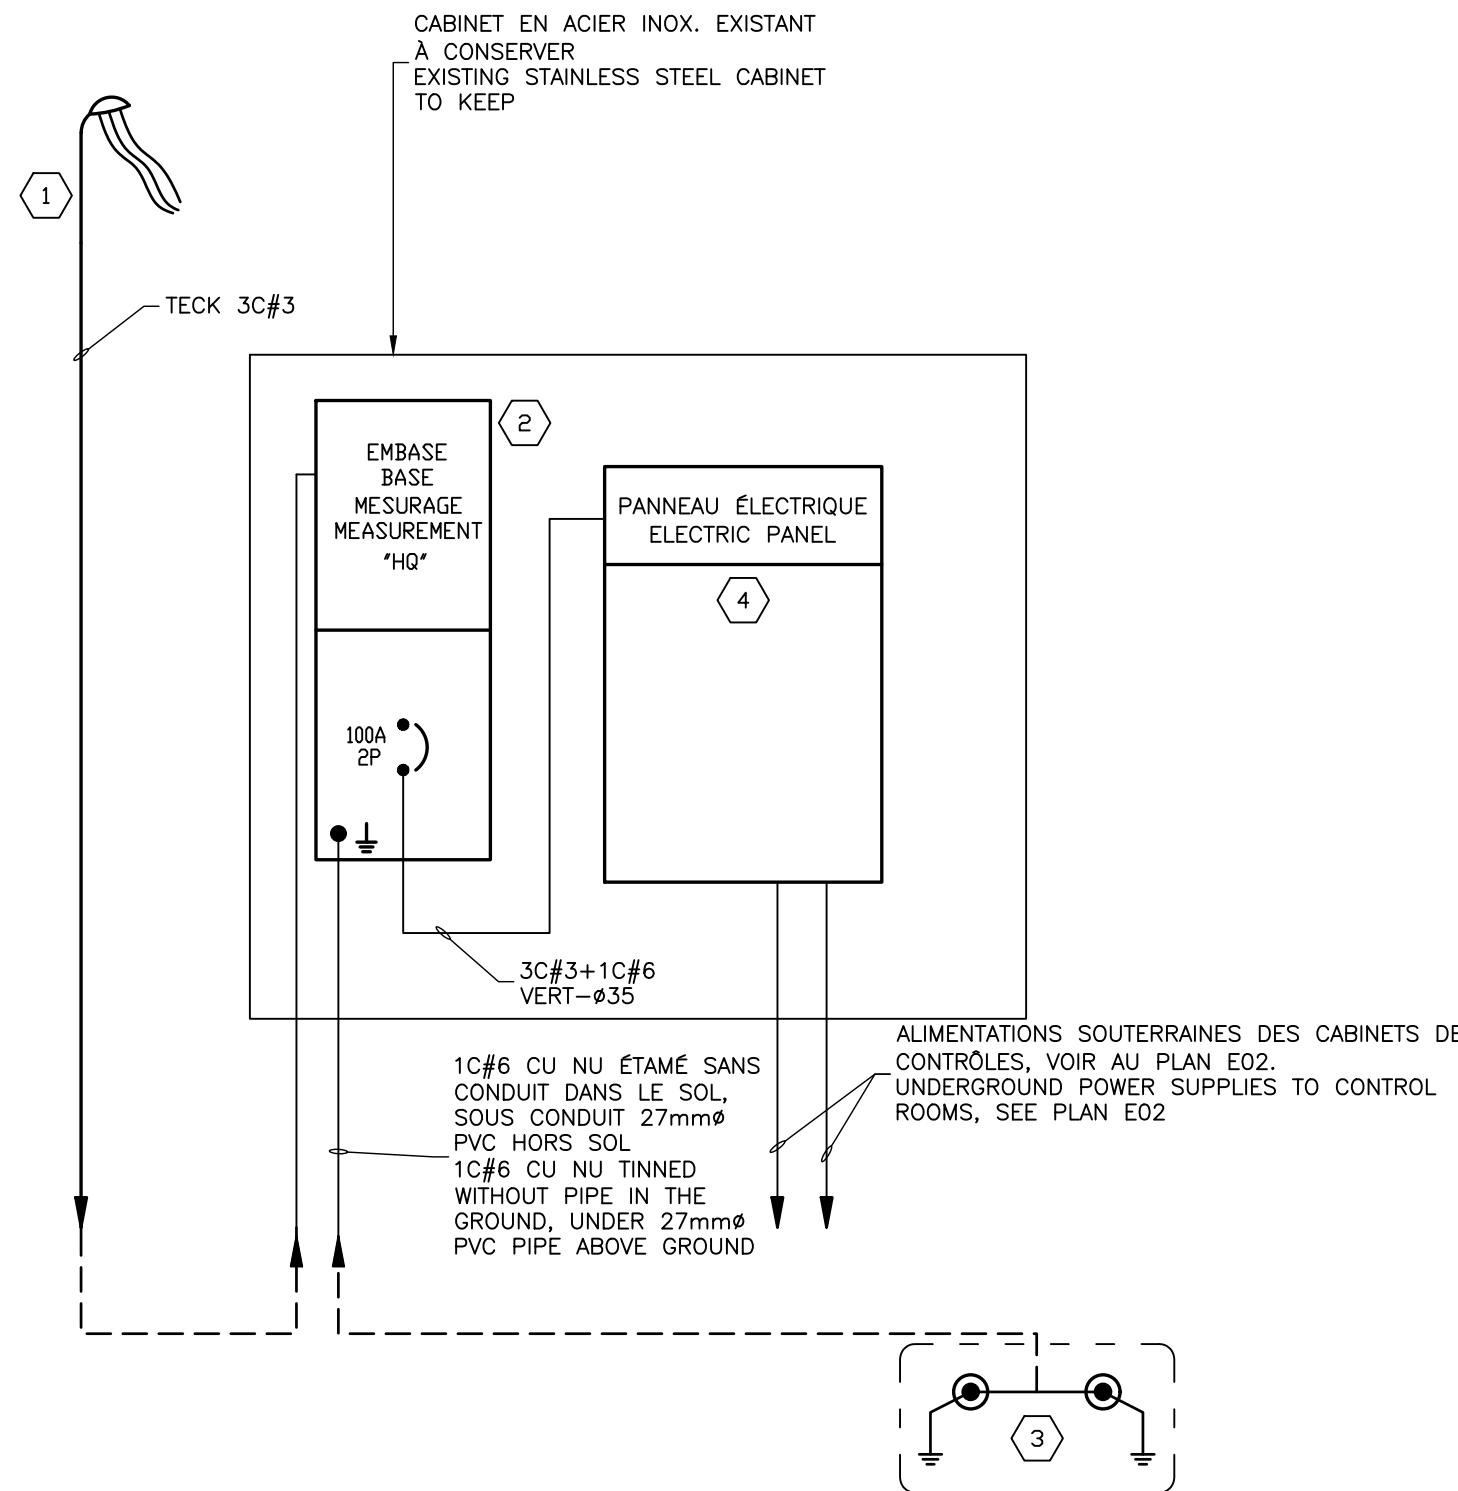 CABINET EN ACIER INOX. EXISTANT
À CONSERVER
EXISTING STAINLESS STEEL CABINET
TO KEEP
1
TECK 3C#3
2
EMBASE
BASE
MESURAGE
MEASUREMENT
"HQ"
PANNEAU ÉLECTRIQUE
ELECTRIC PANEL
4
100A
2P
3C#3+1C#6
VERT-ø35
ALIMENTATIONS SOUTERRAINES DES CABINETS DE
CONTRÔLES, VOIR AU PLAN E02.
UNDERGROUND POWER SUPPLIES TO CONTROL
ROOMS, SEE PLAN E02
1C#6 CU NU ÉTAMÉ SANS
CONDUIT DANS LE SOL,
SOUS CONDUIT 27mmø
PVC HORS SOL
1C#6 CU NU TINNED
WITHOUT PIPE IN THE
GROUND, UNDER 27mmø
PVC PIPE ABOVE GROUND
3